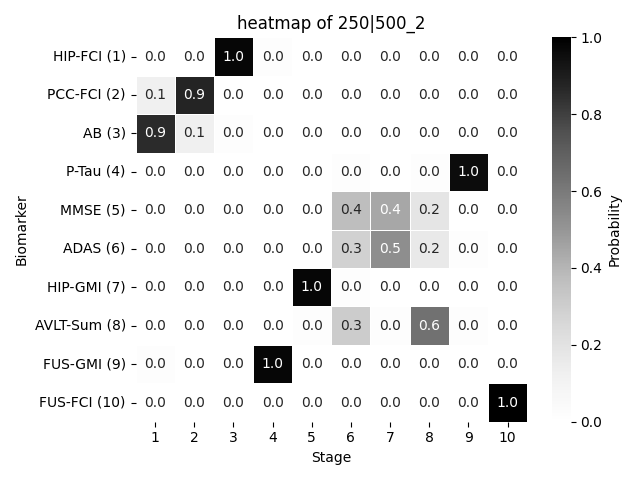 heatmap of 250|500_2
HIP-FCI (1) 0.0 0.0 1.0 0.0 0.0 0.0 0.0 0.0 0.0 0.0
PCC-FCI (2) 0.1 0.9 0.0 0.0 0.0 0.0 0.0 0.0 0.0 0.0
AB (3) 0.9 0.1 0.0 0.0 0.0 0.0 0.0 0.0 0.0 0.0
P-Tau (4) 0.0 0.0 0.0 0.0 0.0 0.0 0.0 0.0 1.0 0.0
MMSE (5) 0.0 0.0 0.0 0.0 0.0 0.4 0.4 0.2 0.0 0.0
ADAS (6) 0.0 0.0 0.0 0.0 0.0 0.3 0.5 0.2 0.0 0.0
HIP-GMI (7) 0.0 0.0 0.0 0.0 1.0 0.0 0.0 0.0 0.0 0.0
AVLT-Sum (8) 0.0 0.0 0.0 0.0 0.0 0.3 0.0 0.6 0.0 0.0
FUS-GMI (9) 0.0 0.0 0.0 1.0 0.0 0.0 0.0 0.0 0.0 0.0
FUS-FCI (10) 0.0 0.0 0.0 0.0 0.0 0.0 0.0 0.0 0.0 1.0
1 2 3 4 5 6 7 8 9 10
Stage
Biomarker
1.0
0.8
0.6
0.4
0.2
0.0
Probability